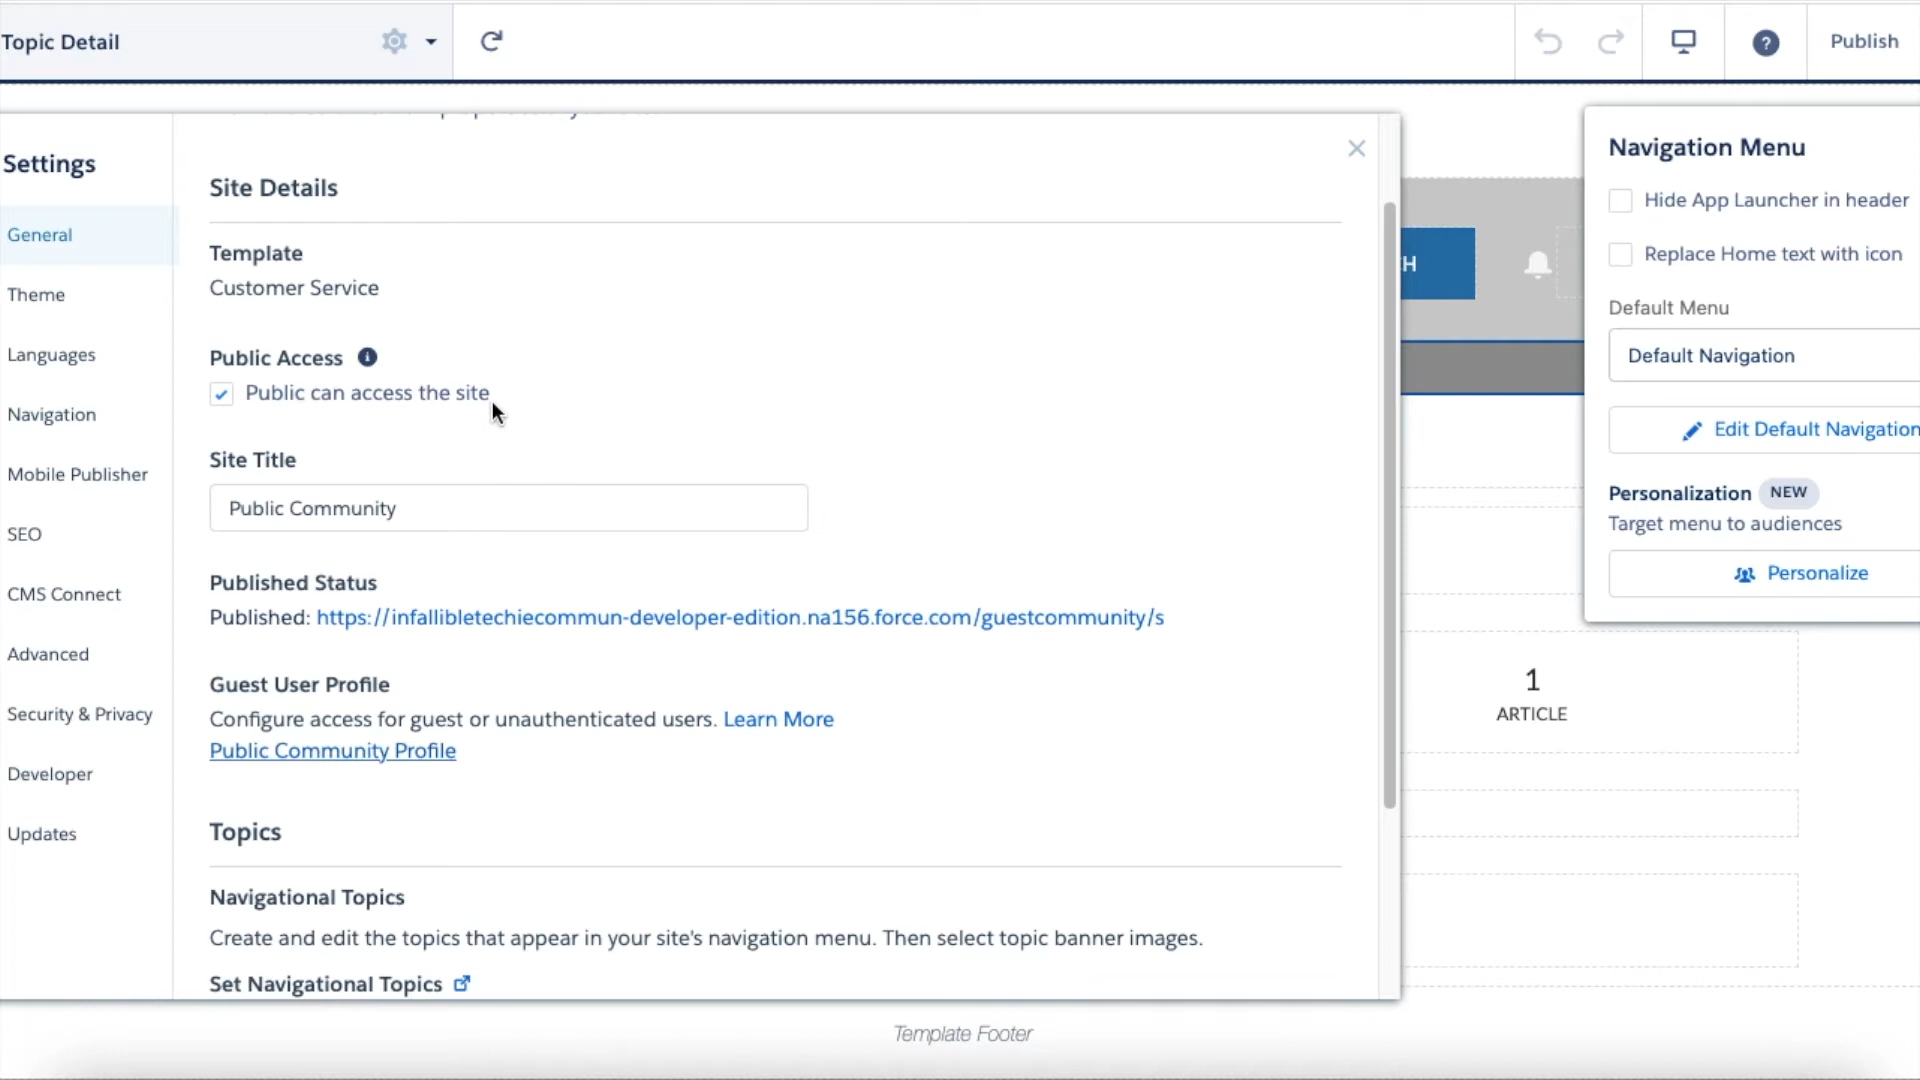 Topic Detail
Publish
Settings
General
Theme
Languages
Navigation
Mobile Publisher
SEO
CMS Connect
Advanced
Security & Privacy
Developer
Updates
Site Details
Template
Customer Service
Public Access
Public can access the site
Site Title
Public Community
Published Status
Published: https://infallibletechiecommun-developer-edition.na156.force.com/guestcommunity/s
Guest User Profile
Configure access for guest or unauthenticated users. Learn More
Public Community Profile
Topics
Navigational Topics
Create and edit the topics that appear in your site's navigation menu. Then select topic banner images.
Set Navigational Topics
Navigation Menu
Hide App Launcher in header
Replace Home text with icon
Default Menu
Default Navigation
Edit Default Navigation
Personalization NEW
Target menu to audiences
Personalize
1
ARTICLE
Template Footer